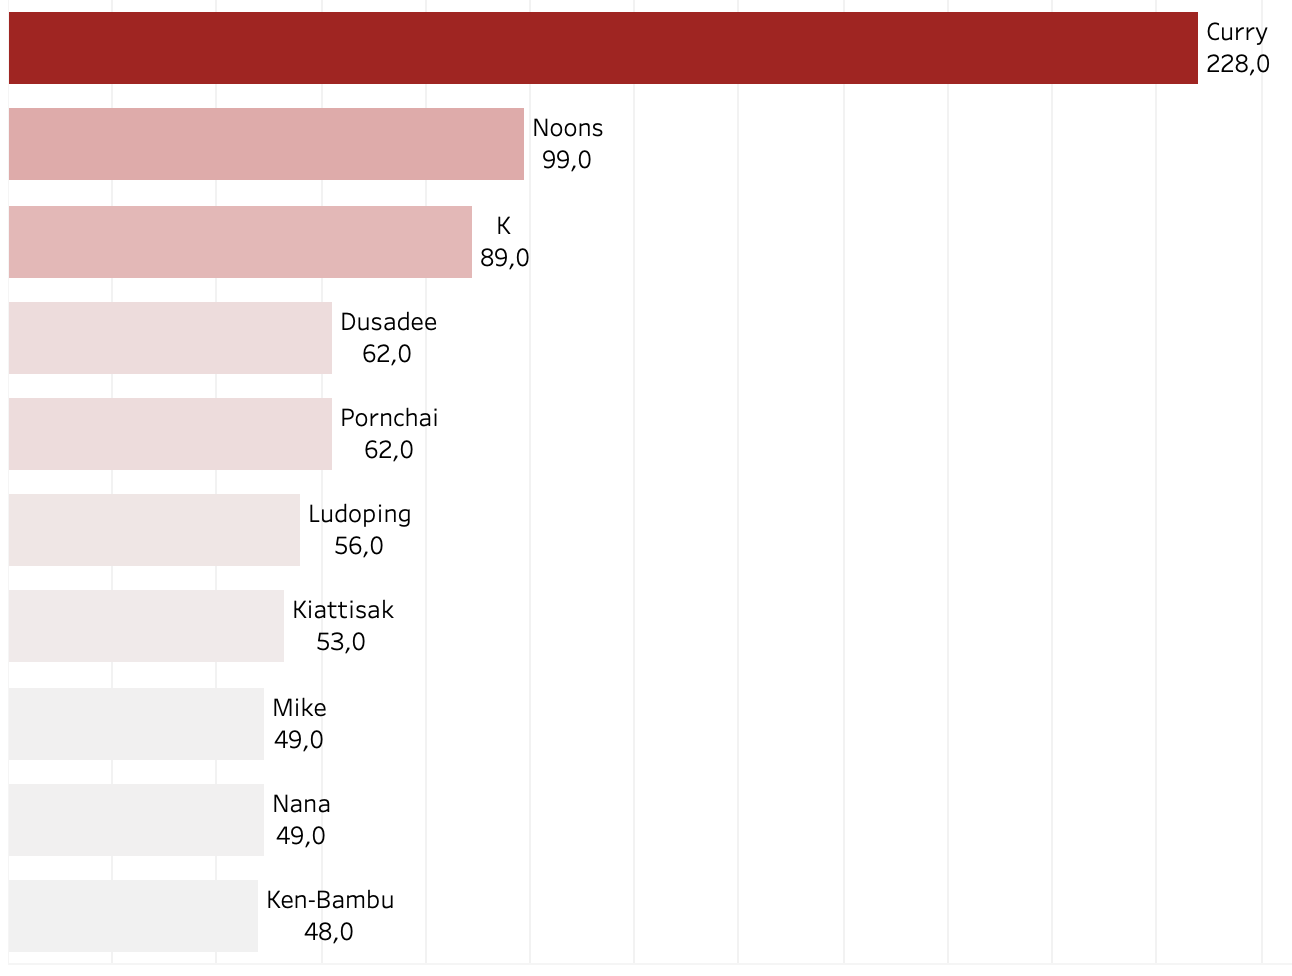 Curry
228,0
Noons
99,0
K
89,0
Dusadee
62,0
Pornchai
62,0
Ludoping
56,0
Kiattisak
53,0
Mike
49,0
Nana
49,0
Ken-Bambu
48,0